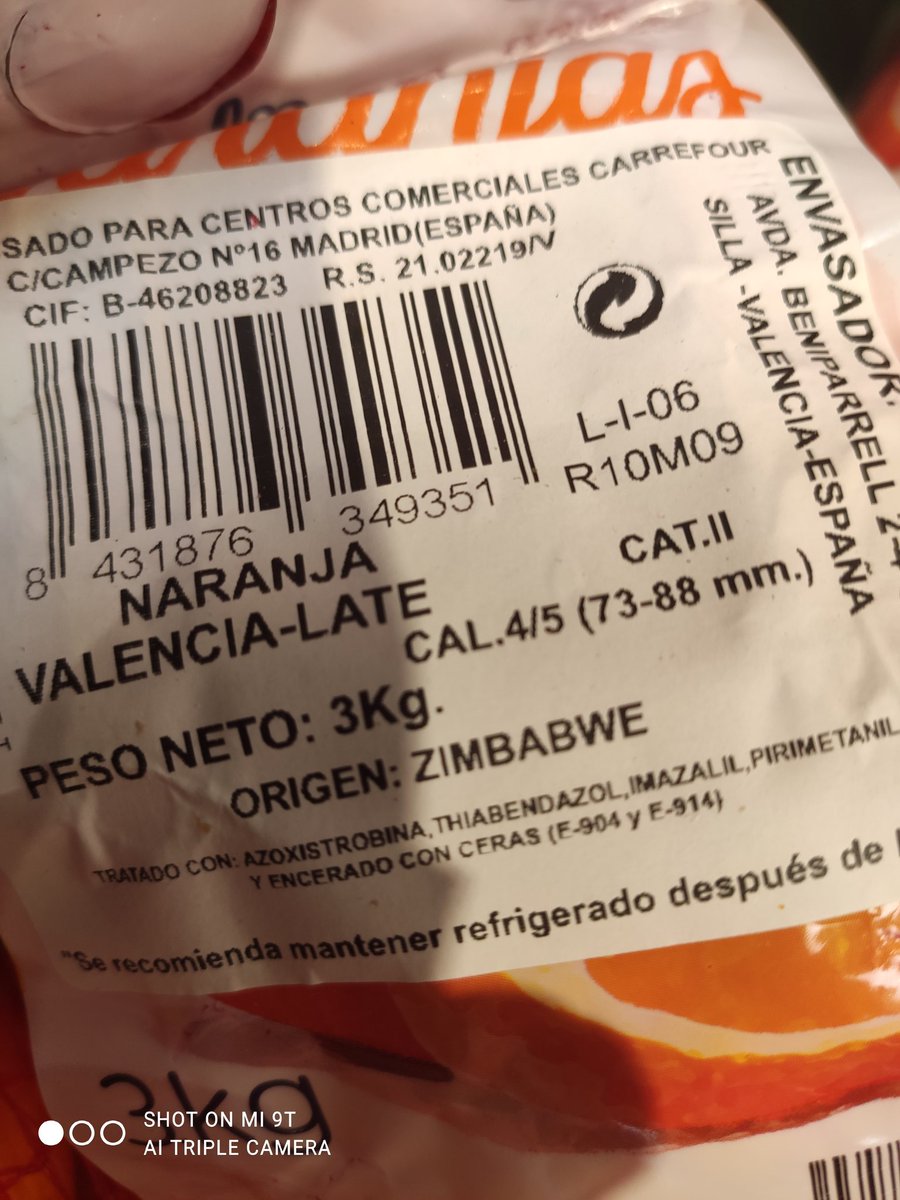 naranjas
SADO PARA CENTROS COMERCIALES CARREFOUR
C/CAMPEZO Nº16 MADRID(ESPAÑA)
CIF: B-46208823 R.S. 21.02219/V
8 431876 349351
L-I-06
R10M09
ENVASADOR:
AVDA. BENIPARRELL
SILLA -VALENCIA-ESPAÑA
NARANJA
VALENCIA-LATE
CAT.II
CAL.4/5 (73-88 mm.)
PESO NETO: 3Kg.
ORIGEN: ZIMBABWE
TRATADO CON: AZOXISTROBINA,THIABENDAZOL,IMAZALIL,PIRIMETANIL
Y ENCERADO CON CERAS (E-904 y E-914)
"Se recomienda mantener refrigerado después de
3kg
SHOT ON MI 9T
AI TRIPLE CAMERA